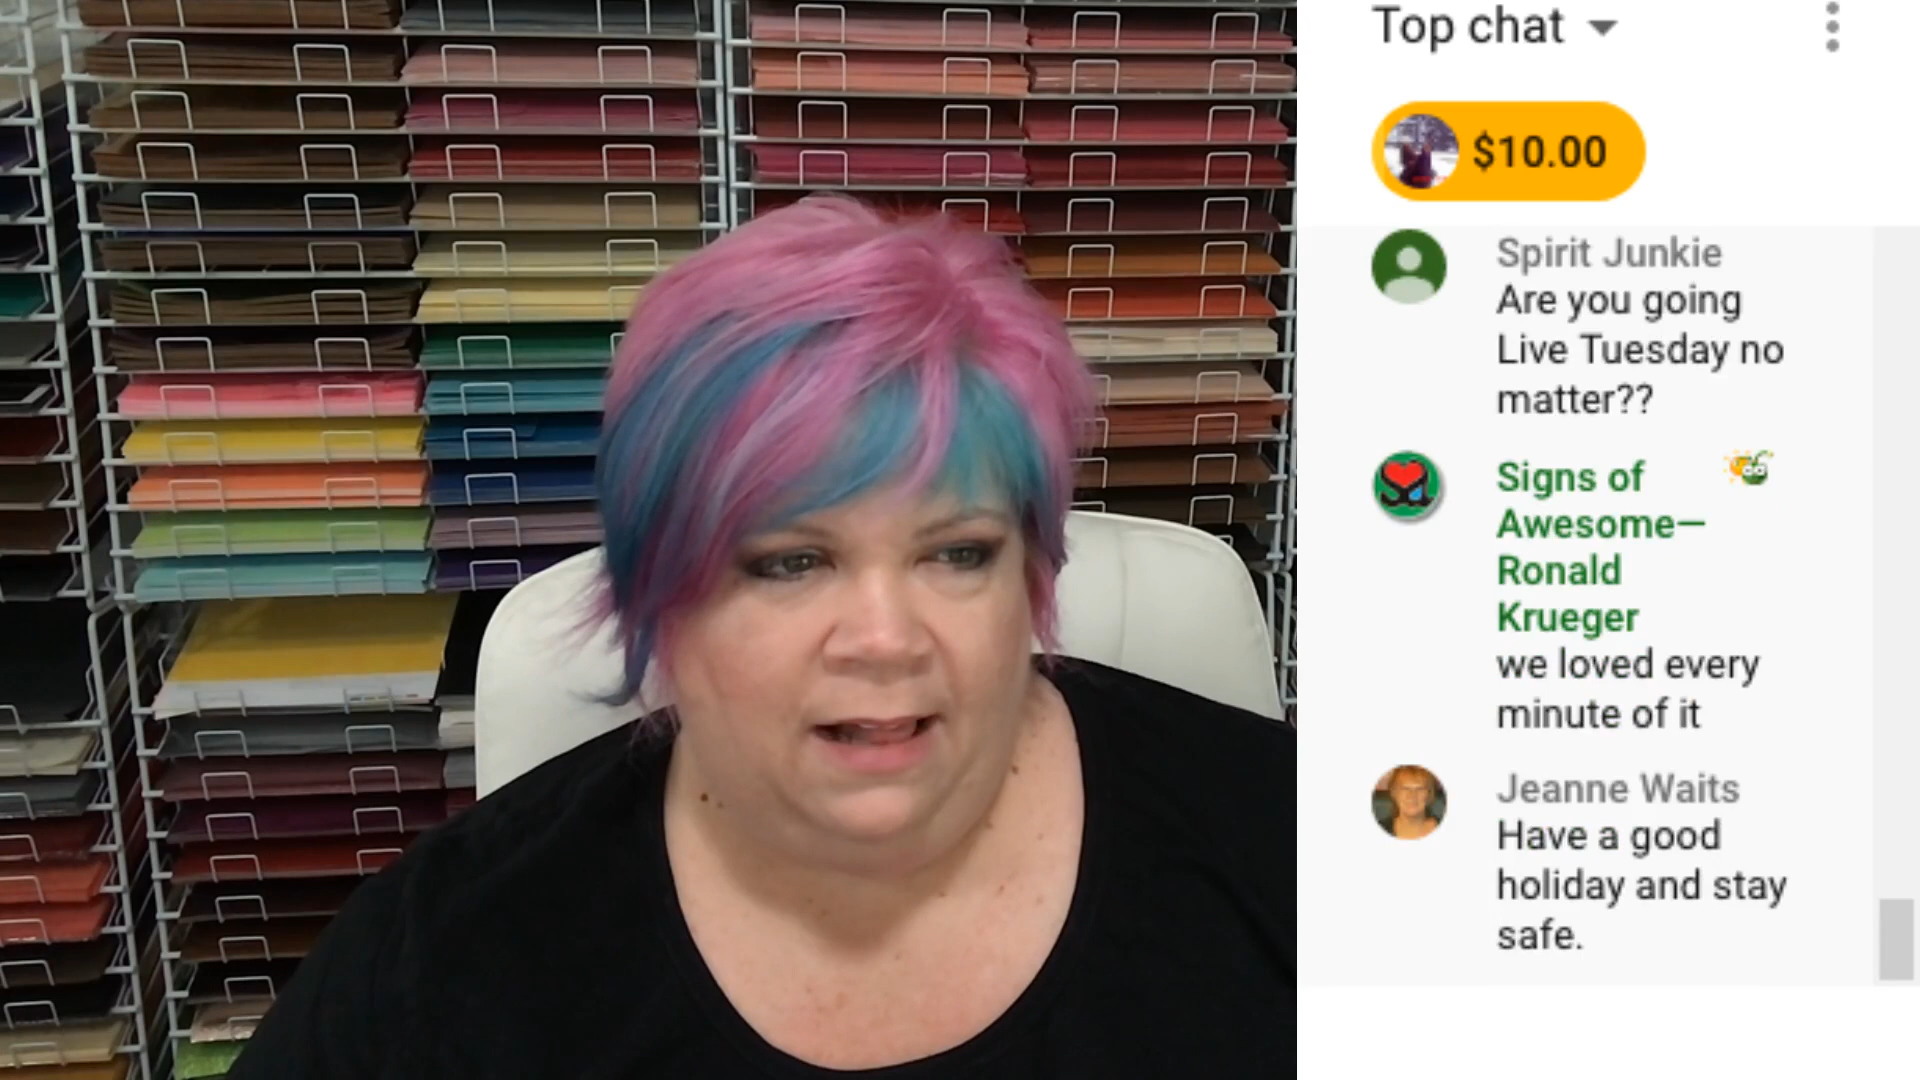 Top chat
$10.00
Spirit Junkie
Are you going
Live Tuesday no
matter??
Signs of
Awesome—
Ronald
Krueger
we loved every
minute of it
Jeanne Waits
Have a good
holiday and stay
safe.